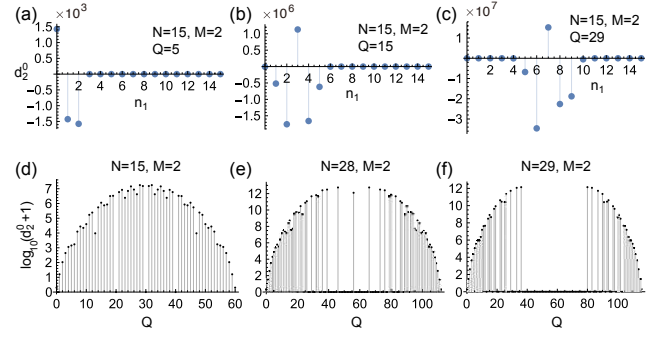 (a) ×10³ (b) ×10⁶ (c) ×10⁷
N=15, M=2 N=15, M=2 N=15, M=2
Q=5 Q=15 Q=29
1.5
1.
0.5
0.
-0.5
-1.
-1.5
d₂⁰
2 4 6 8 10 12 14
n₁
1.
0.5
0.
-0.5
-1.
-1.5
2 4 6 8 10 12 14
n₁
1
0
-1
-2
-3
2 4 6 8 10 12 14
n₁
(d) N=15, M=2 (e) N=28, M=2 (f) N=29, M=2
log₁₀(d₂⁰+1)
7
6
5
4
3
2
1
0
0 10 20 30 40 50 60
Q
12
10
8
6
4
2
0
0 20 40 60 80 100
Q
12
10
8
6
4
2
0
0 20 40 60 80 100
Q